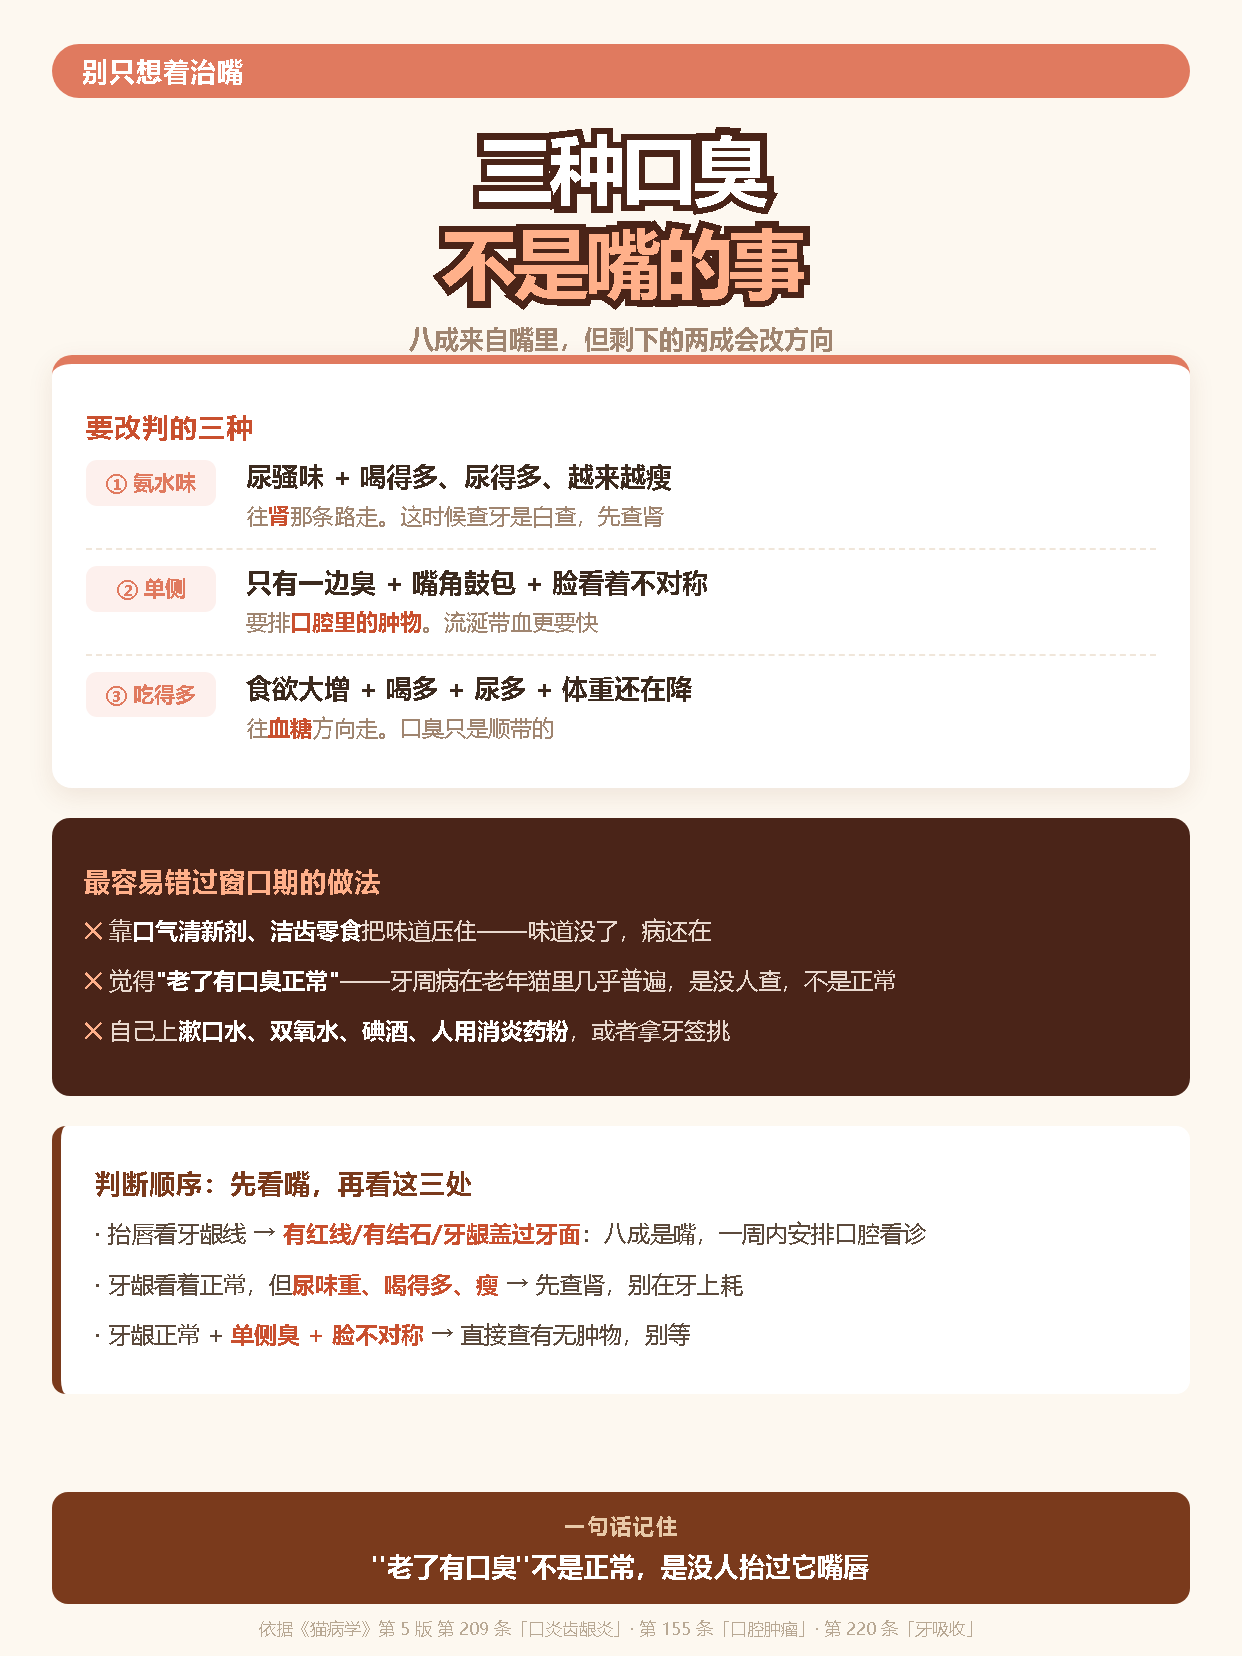 别只想着治嘴
三种口臭
不是嘴的事
八成来自嘴里，但剩下的两成会改方向
要改判的三种
① 氨水味
尿骚味 + 喝得多、尿得多、越来越瘦
往肾那条路走。这时候查牙是白查，先查肾
② 单侧
只有一边臭 + 嘴角鼓包 + 脸看着不对称
要排口腔里的肿物。流涎带血更要快
③ 吃得多
食欲大增 + 喝多 + 尿多 + 体重还在降
往血糖方向走。口臭只是顺带的
最容易错过窗口期的做法
✕ 靠口气清新剂、洁齿零食把味道压住——味道没了，病还在
✕ 觉得"老了有口臭正常"——牙周病在老年猫里几乎普遍，是没人查，不是正常
✕ 自己上漱口水、双氧水、碘酒、人用消炎药粉，或者拿牙签挑
判断顺序：先看嘴，再看这三处
· 抬唇看牙龈线 → 有红线/有结石/牙龈盖过牙面：八成是嘴，一周内安排口腔看诊
· 牙龈看着正常，但尿味重、喝得多、瘦 → 先查肾，别在牙上耗
· 牙龈正常 + 单侧臭 + 脸不对称 → 直接查有无肿物，别等
一句话记住
"老了有口臭"不是正常，是没人抬过它嘴唇
依据《猫病学》第 5 版 第 209 条「口炎齿龈炎」· 第 155 条「口腔肿瘤」· 第 220 条「牙吸收」